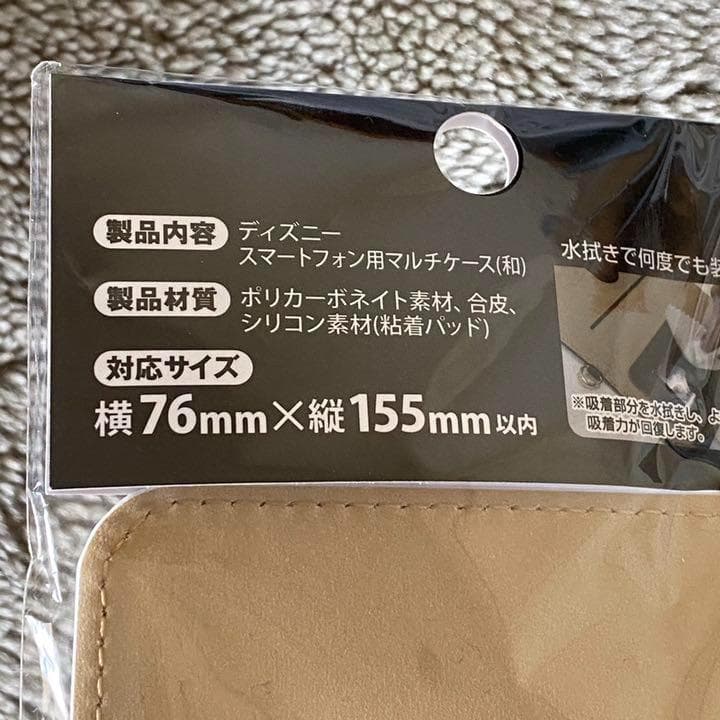 製品内容 ディズニー
スマートフォン用マルチケース(和)
製品材質 ポリカーボネイト素材、合皮、
シリコン素材(粘着パッド)
対応サイズ
横76mm×縦155mm以内
水拭きで何度でも装
※吸着部分を水拭きし、よ
吸着力が回復します。